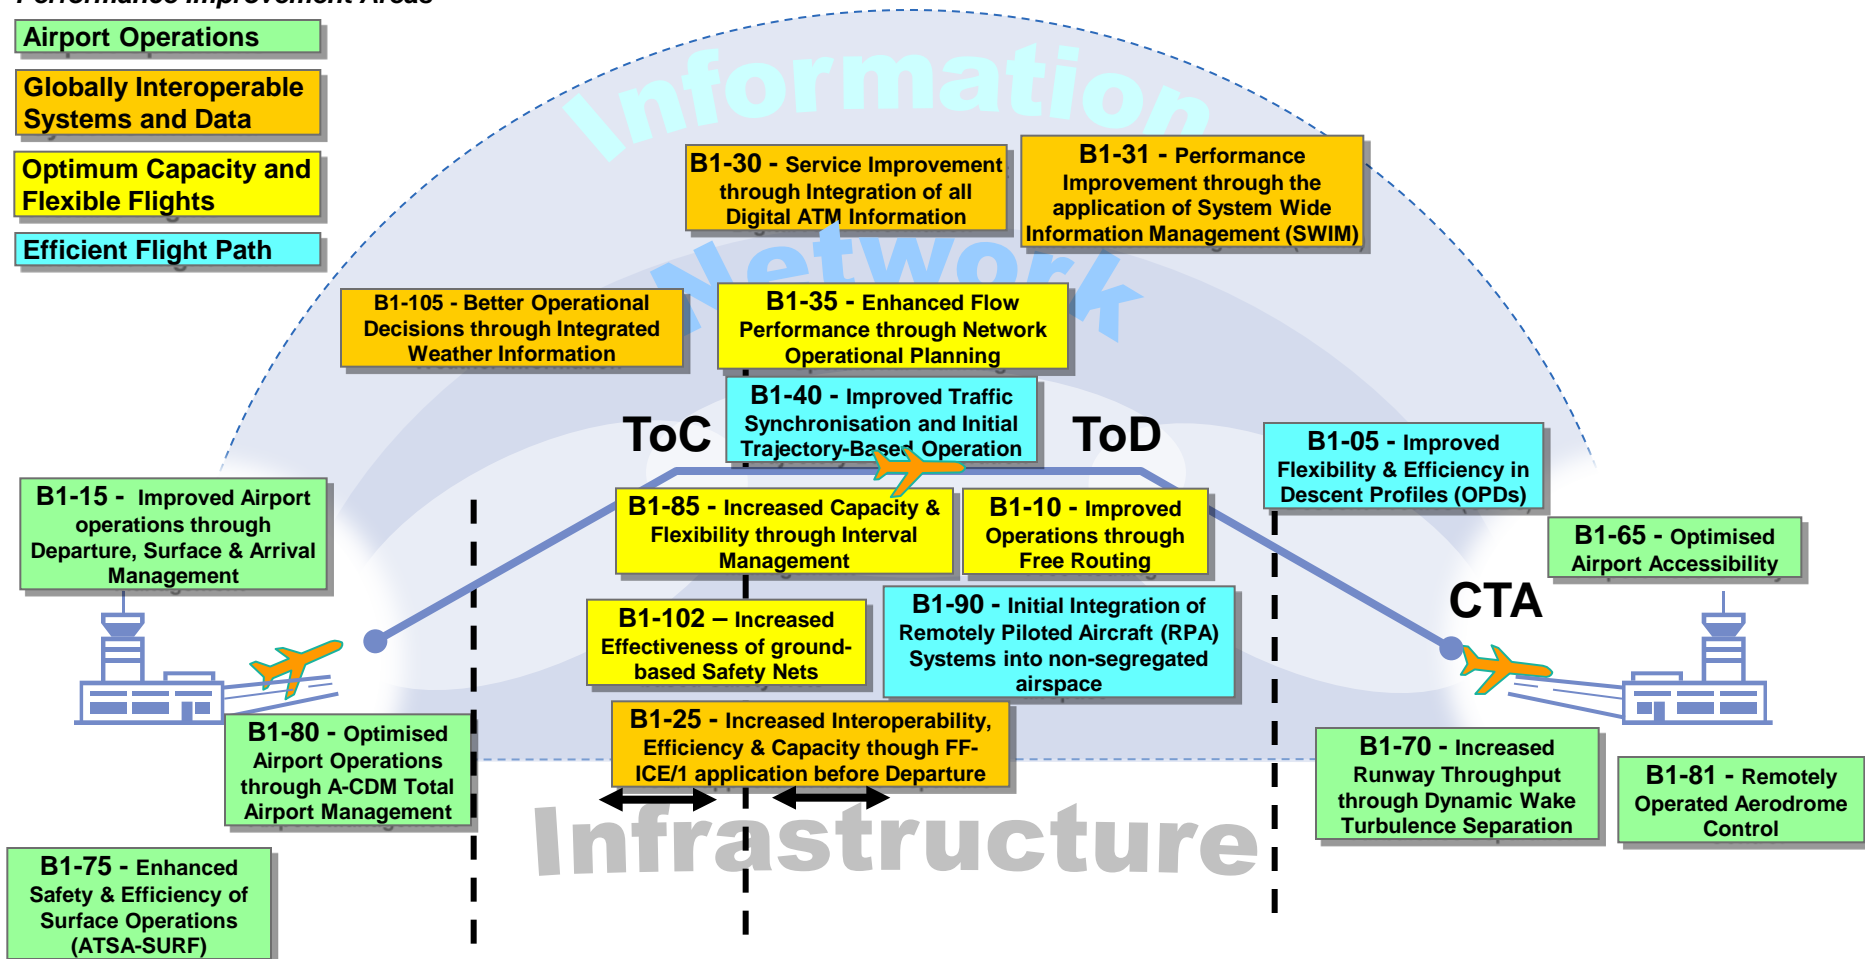 Performance Improvement Areas
Airport Operations
Globally Interoperable
Systems and Data
Optimum Capacity and
Flexible Flights
Efficient Flight Path
Information
B1-30 - Service Improvement
through Integration of all
Digital ATM Information
B1-31 - Performance
Improvement through the
application of System Wide
Information Management (SWIM)
Network
B1-105 - Better Operational
Decisions through Integrated
Weather Information
B1-35 - Enhanced Flow
Performance through Network
Operational Planning
B1-40 - Improved Traffic
Synchronisation and Initial
Trajectory-Based Operation
ToC
ToD
B1-05 - Improved
Flexibility & Efficiency in
Descent Profiles (OPDs)
B1-15 - Improved Airport
operations through
Departure, Surface & Arrival
Management
B1-85 - Increased Capacity &
Flexibility through Interval
Management
B1-10 - Improved
Operations through
Free Routing
B1-65 - Optimised
Airport Accessibility
CTA
B1-102 – Increased
Effectiveness of ground-
based Safety Nets
B1-90 - Initial Integration of
Remotely Piloted Aircraft (RPA)
Systems into non-segregated
airspace
B1-80 - Optimised
Airport Operations
through A-CDM Total
Airport Management
B1-25 - Increased Interoperability,
Efficiency & Capacity though FF-
ICE/1 application before Departure
B1-70 - Increased
Runway Throughput
through Dynamic Wake
Turbulence Separation
B1-81 - Remotely
Operated Aerodrome
Control
Infrastructure
B1-75 - Enhanced
Safety & Efficiency of
Surface Operations
(ATSA-SURF)